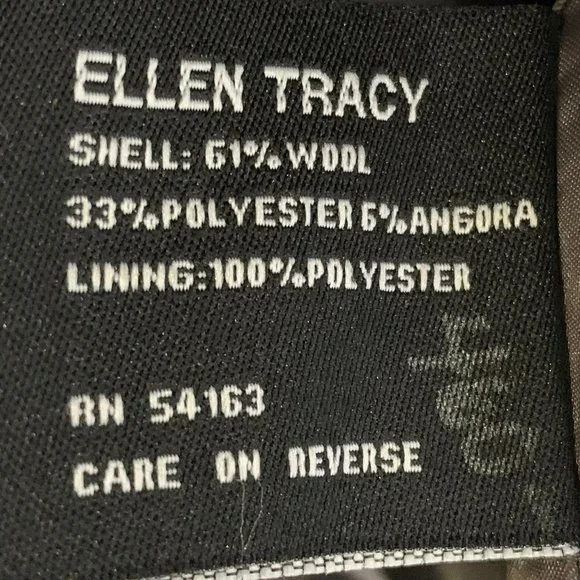 ELLEN TRACY
SHELL: 61% WOOL
33% POLYESTER 6% ANGORA
LINING: 100% POLYESTER
RN 54163
CARE ON REVERSE